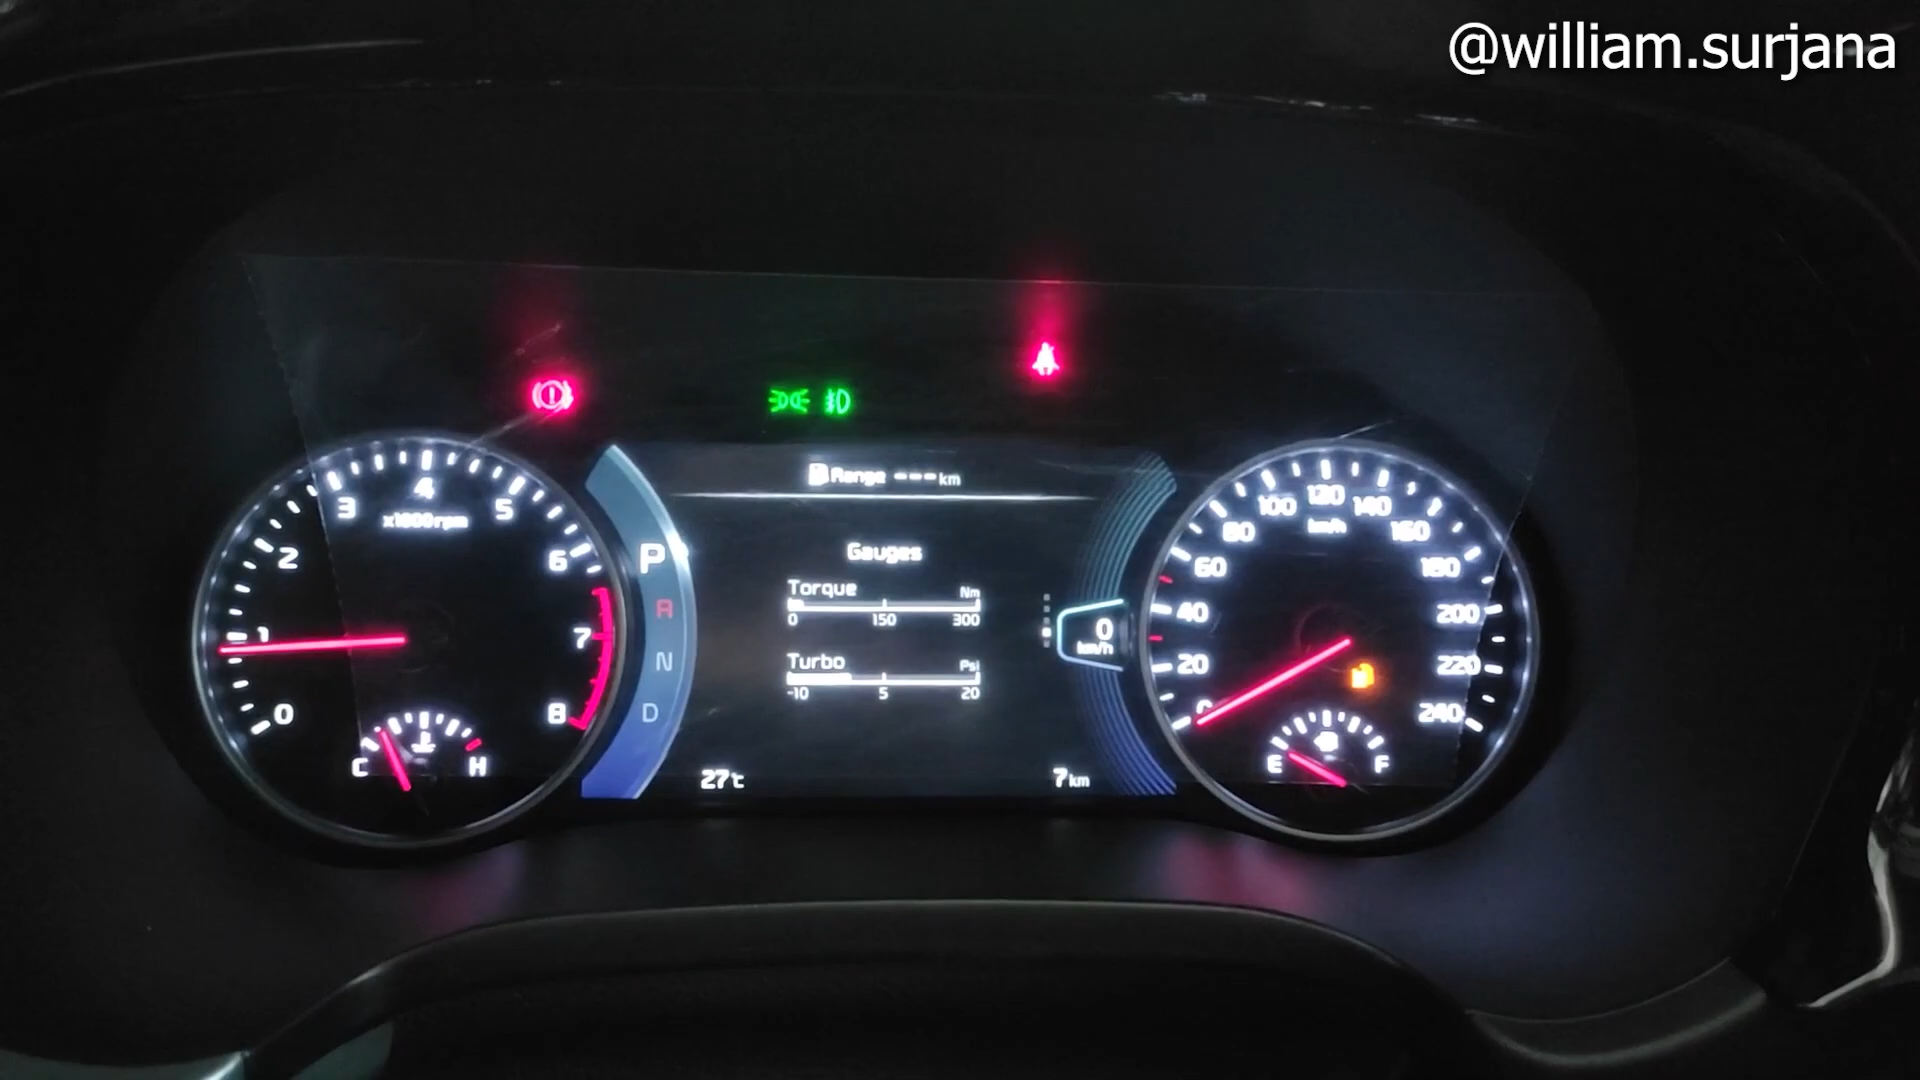 @william.surjana
Range --- km
3 4 5
x1000rpm
2 6
1 7
0 8
C H
P
R
N
D
Gauges
Torque Nm
0 150 300
Turbo Psi
-10 5 20
27℃ 7km
0
km/h
100 120 140
80 km/h 160
60 180
40 200
20 220
0 240
E F